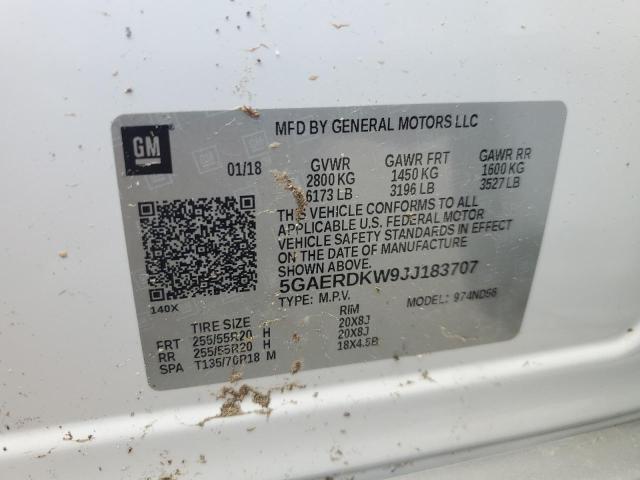 MFD BY GENERAL MOTORS LLC
GM
01/18 GVWR GAWR FRT GAWR RR
2800 KG 1450 KG 1600 KG
6173 LB 3196 LB 3527 LB
THIS VEHICLE CONFORMS TO ALL
APPLICABLE U.S. FEDERAL MOTOR
VEHICLE SAFETY STANDARDS IN EFFECT
ON THE DATE OF MANUFACTURE
SHOWN ABOVE.
5GAERDKW9JJ183707
140X TYPE: M.P.V. MODEL: 974ND56
TIRE SIZE RIM
FRT 255/55R20 H 20X8J
RR 255/55R20 H 20X8J
SPA T135/70R18 M 18X4.5B